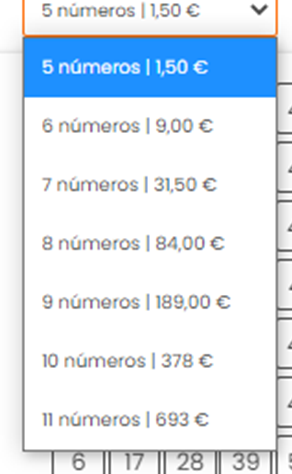 5 números | 1,50 €
5 números | 1,50 €
6 números | 9,00 €
7 números | 31,50 €
8 números | 84,00 €
9 números | 189,00 €
10 números | 378 €
11 números | 693 €
6 17 28 39